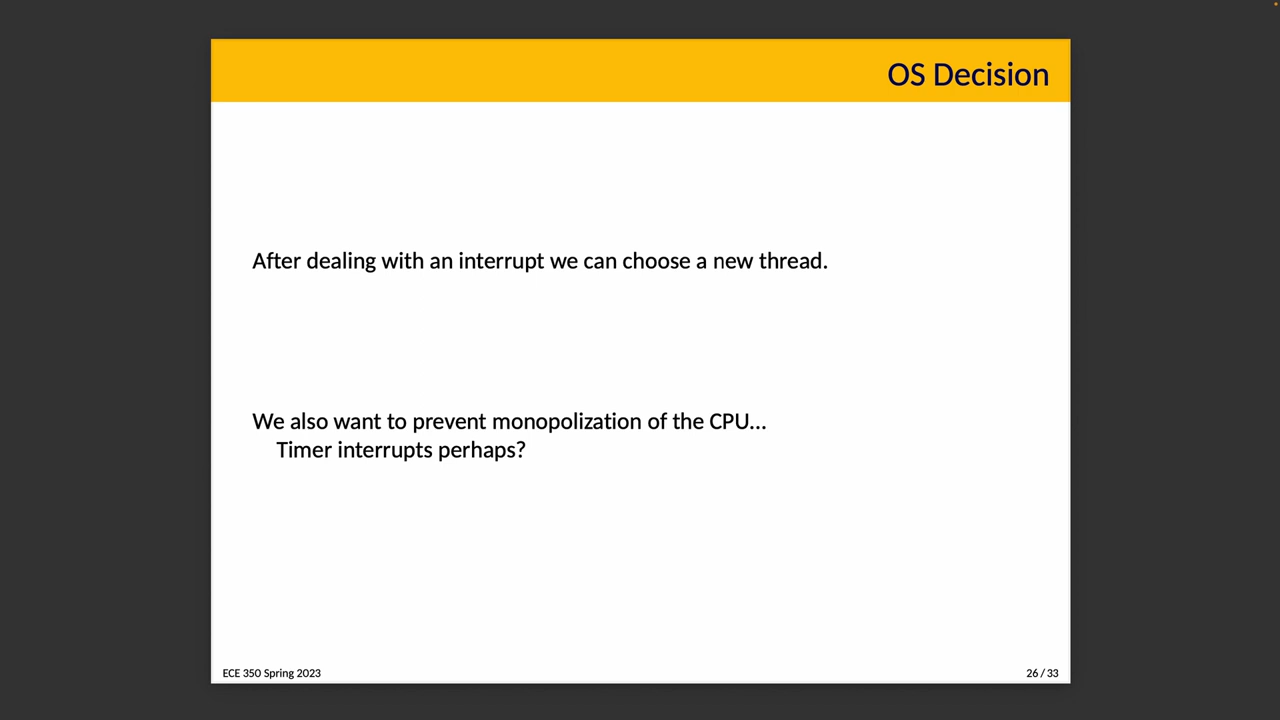 OS Decision
After dealing with an interrupt we can choose a new thread.
We also want to prevent monopolization of the CPU...
Timer interrupts perhaps?
ECE 350 Spring 2023
26 / 33